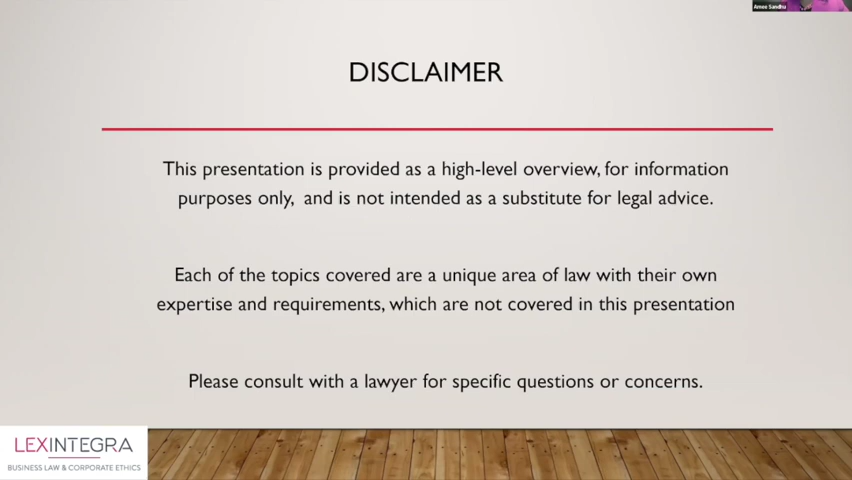 Amee Sandhu
DISCLAIMER
This presentation is provided as a high-level overview, for information
purposes only, and is not intended as a substitute for legal advice.
Each of the topics covered are a unique area of law with their own
expertise and requirements, which are not covered in this presentation
Please consult with a lawyer for specific questions or concerns.
LEXINTEGRA
BUSINESS LAW & CORPORATE ETHICS